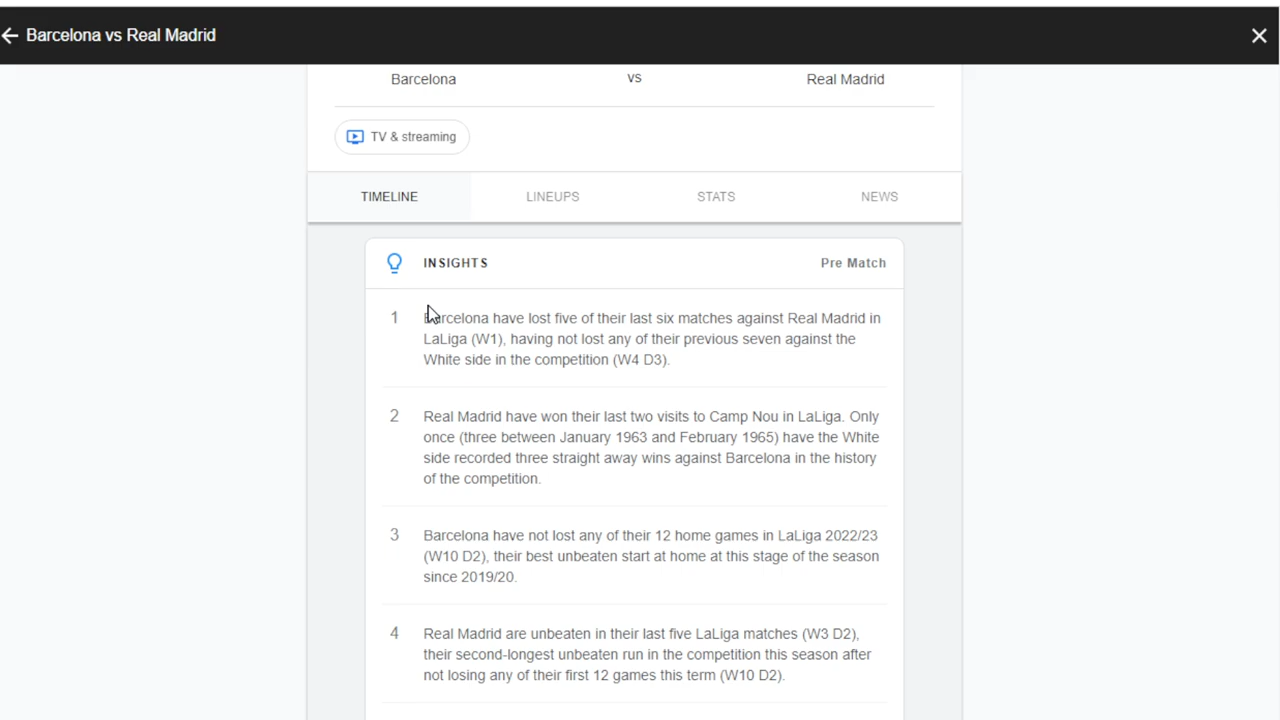 Barcelona vs Real Madrid
Barcelona vs Real Madrid
TV & streaming
TIMELINE LINEUPS STATS NEWS
INSIGHTS Pre Match
1 Barcelona have lost five of their last six matches against Real Madrid in
LaLiga (W1), having not lost any of their previous seven against the
White side in the competition (W4 D3).
2 Real Madrid have won their last two visits to Camp Nou in LaLiga. Only
once (three between January 1963 and February 1965) have the White
side recorded three straight away wins against Barcelona in the history
of the competition.
3 Barcelona have not lost any of their 12 home games in LaLiga 2022/23
(W10 D2), their best unbeaten start at home at this stage of the season
since 2019/20.
4 Real Madrid are unbeaten in their last five LaLiga matches (W3 D2),
their second-longest unbeaten run in the competition this season after
not losing any of their first 12 games this term (W10 D2).